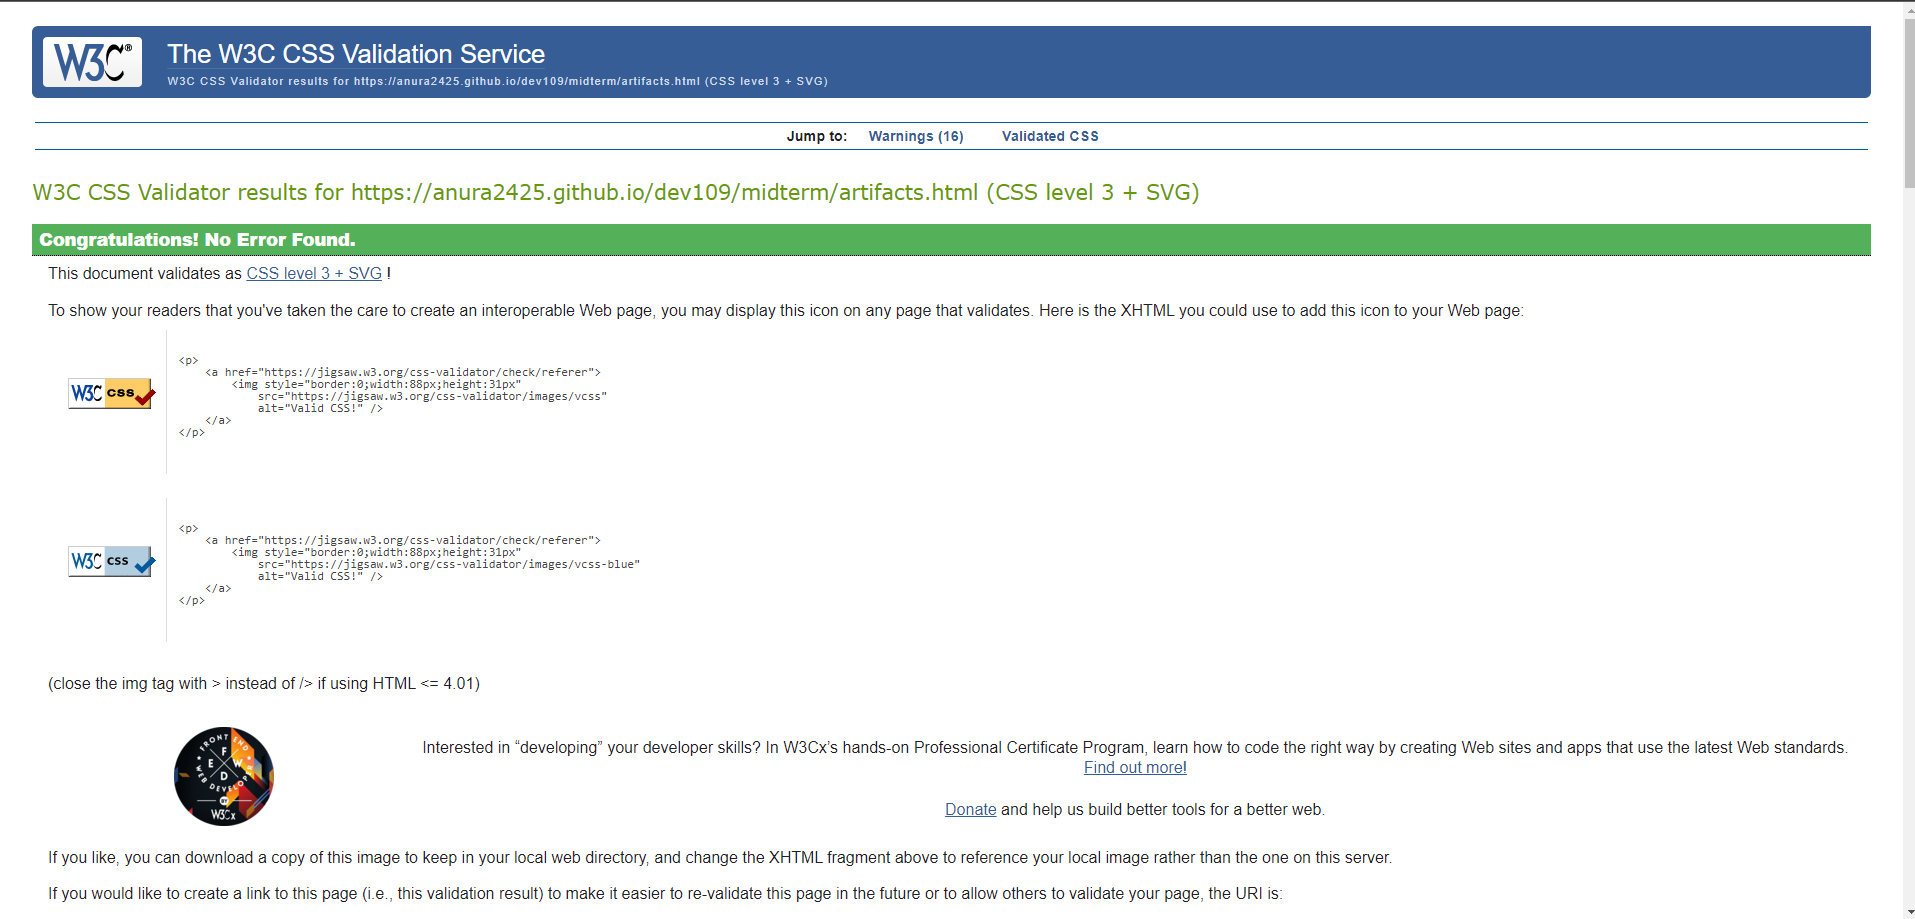 W3C®
The W3C CSS Validation Service
W3C CSS Validator results for https://anura2425.github.io/dev109/midterm/artifacts.html (CSS level 3 + SVG)
Jump to: Warnings (16) Validated CSS
W3C CSS Validator results for https://anura2425.github.io/dev109/midterm/artifacts.html (CSS level 3 + SVG)
Congratulations! No Error Found.
This document validates as CSS level 3 + SVG !
To show your readers that you've taken the care to create an interoperable Web page, you may display this icon on any page that validates. Here is the XHTML you could use to add this icon to your Web page:
W3C css
<p>
<a href="https://jigsaw.w3.org/css-validator/check/referer">
<img style="border:0;width:88px;height:31px"
src="https://jigsaw.w3.org/css-validator/images/vcss"
alt="Valid CSS!" />
</a>
</p>
W3C css
<p>
<a href="https://jigsaw.w3.org/css-validator/check/referer">
<img style="border:0;width:88px;height:31px"
src="https://jigsaw.w3.org/css-validator/images/vcss-blue"
alt="Valid CSS!" />
</a>
</p>
(close the img tag with > instead of /> if using HTML <= 4.01)
FRONT END
F
E W
D
WEB DEVELOPER
BY
W3Cx
Interested in “developing” your developer skills? In W3Cx’s hands-on Professional Certificate Program, learn how to code the right way by creating Web sites and apps that use the latest Web standards.
Find out more!
Donate and help us build better tools for a better web.
If you like, you can download a copy of this image to keep in your local web directory, and change the XHTML fragment above to reference your local image rather than the one on this server.
If you would like to create a link to this page (i.e., this validation result) to make it easier to re-validate this page in the future or to allow others to validate your page, the URI is: